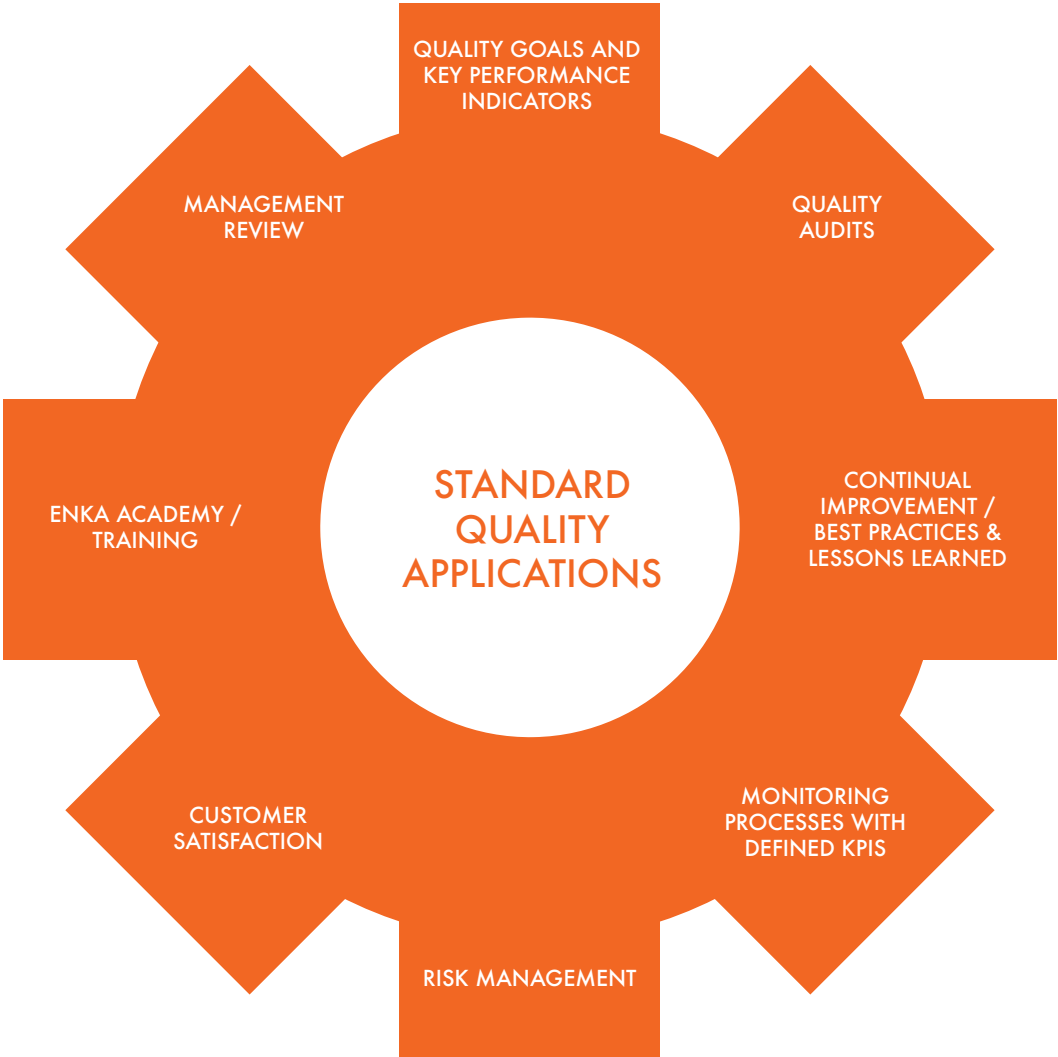 QUALITY GOALS AND
KEY PERFORMANCE
INDICATORS
QUALITY
AUDITS
CONTINUAL
IMPROVEMENT /
BEST PRACTICES &
LESSONS LEARNED
MONITORING
PROCESSES WITH
DEFINED KPIS
RISK MANAGEMENT
CUSTOMER
SATISFACTION
ENKA ACADEMY /
TRAINING
MANAGEMENT
REVIEW
STANDARD
QUALITY
APPLICATIONS